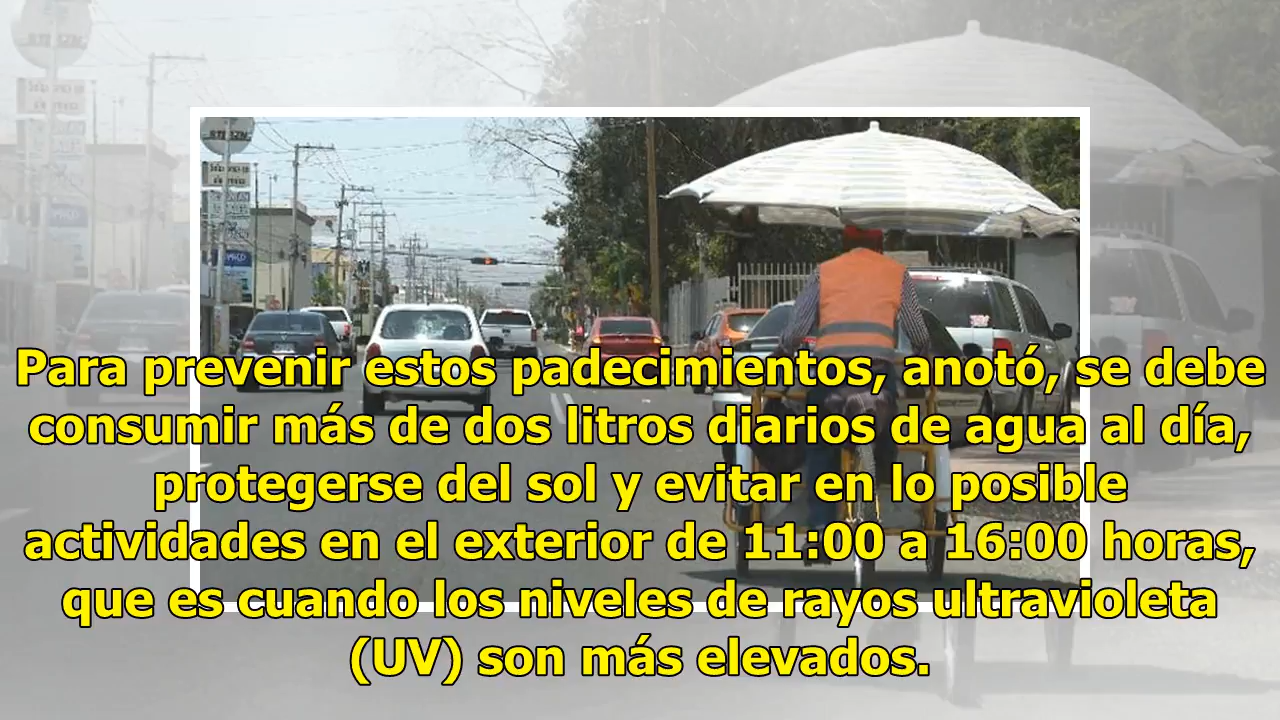 Para prevenir estos padecimientos, anotó, se debe
consumir más de dos litros diarios de agua al día,
protegerse del sol y evitar en lo posible
actividades en el exterior de 11:00 a 16:00 horas,
que es cuando los niveles de rayos ultravioleta
(UV) son más elevados.